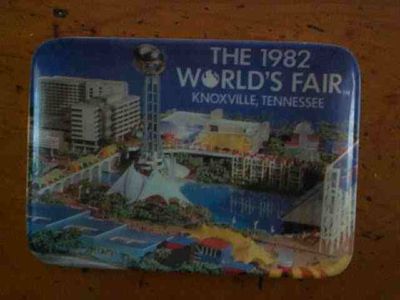 THE 1982
WORLD'S FAIR
KNOXVILLE, TENNESSEE